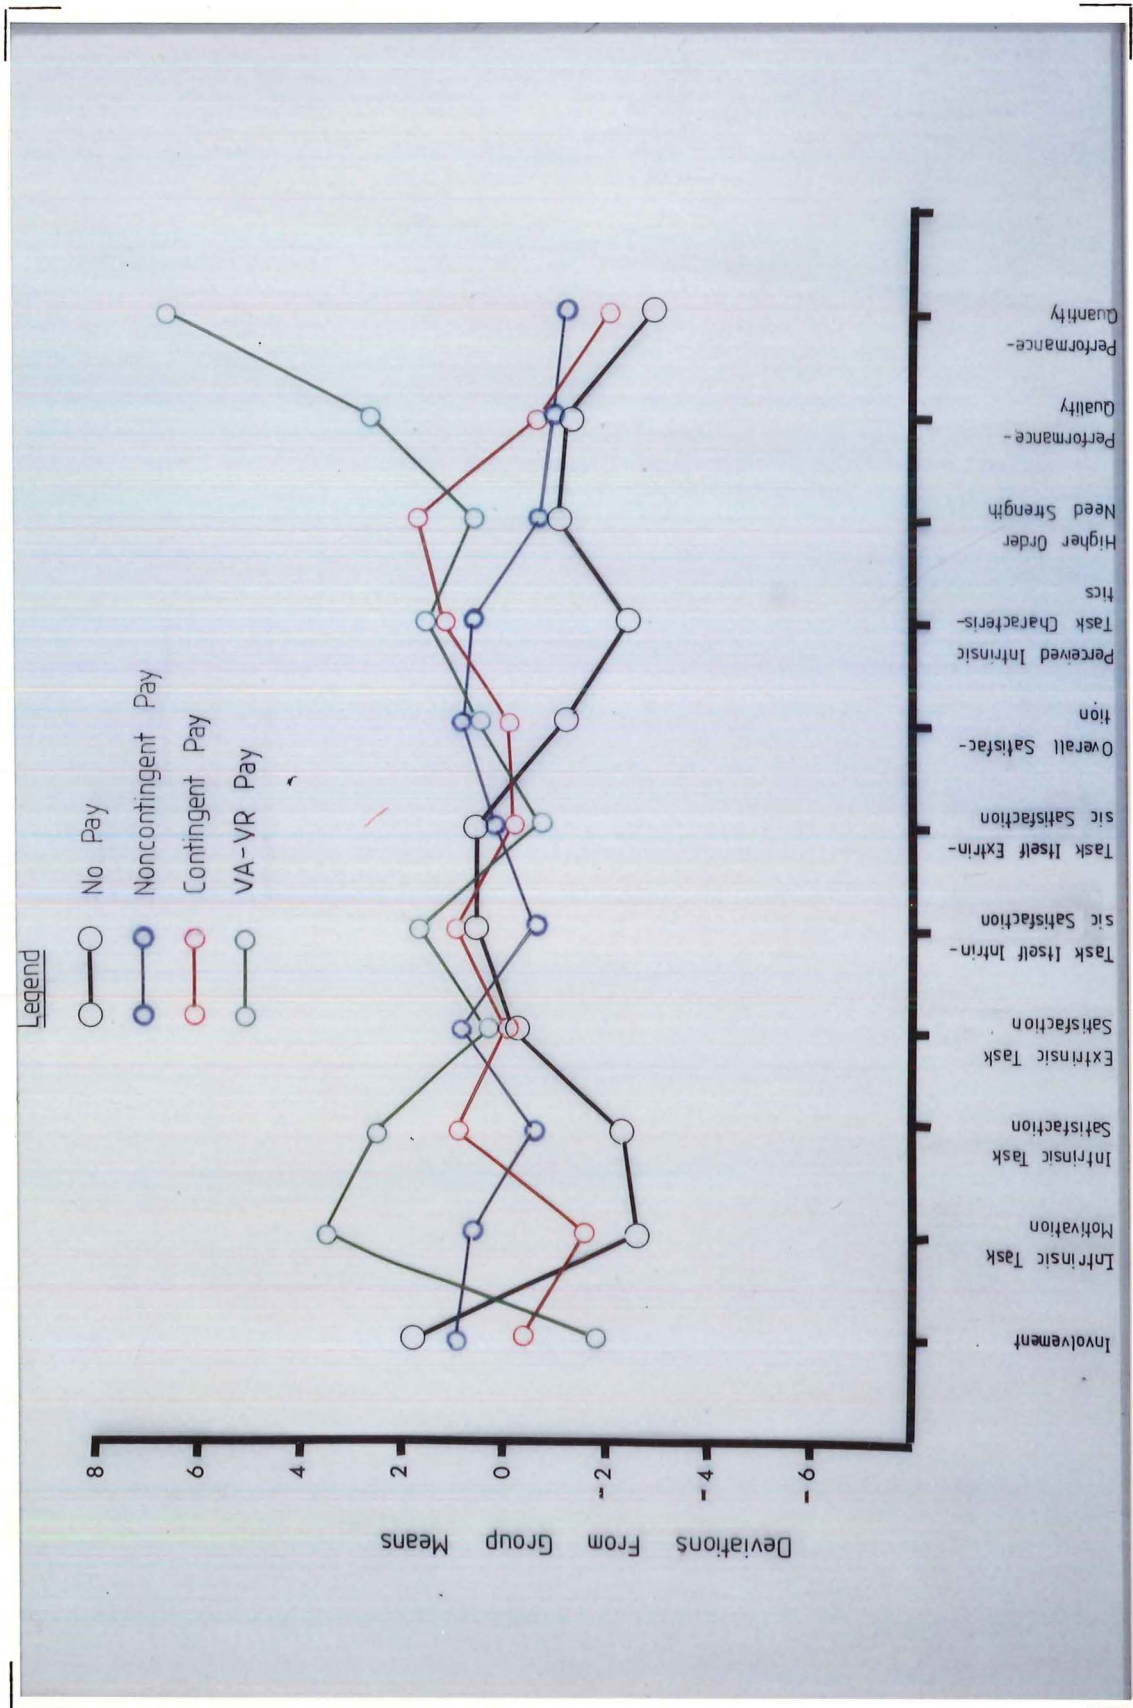 Legend
No Pay
Noncontingent Pay
Contingent Pay
VA-VR Pay
8
6
4
2
0
-2
-4
-6
Deviations From Group Means
Involvement
Intrinsic Task
Motivation
Intrinsic Task
Satisfaction
Extrinsic Task
Satisfaction
Task Itself Intrin-
sic Satisfaction
Task Itself Extrin-
sic Satisfaction
Overall Satisfac-
tion
Perceived Intrinsic
Task Characteris-
tics
Higher Order
Need Strength
Performance-
Quality
Performance-
Quantity